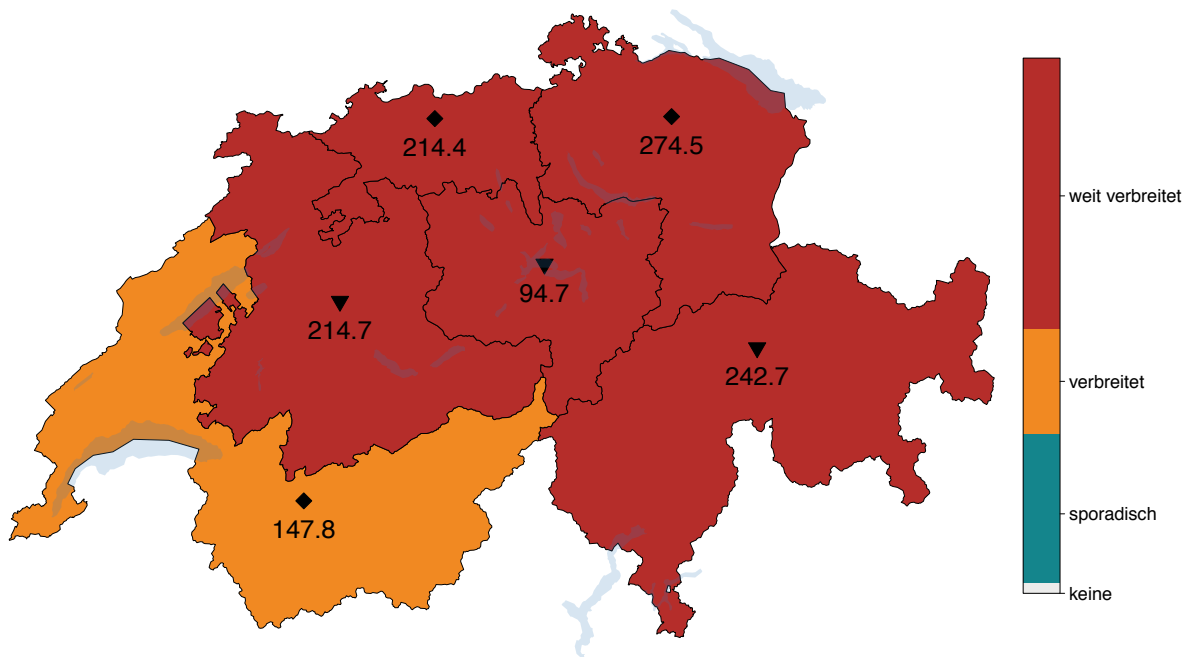 214.4
274.5
94.7
214.7
242.7
147.8
weit verbreitet
verbreitet
sporadisch
keine